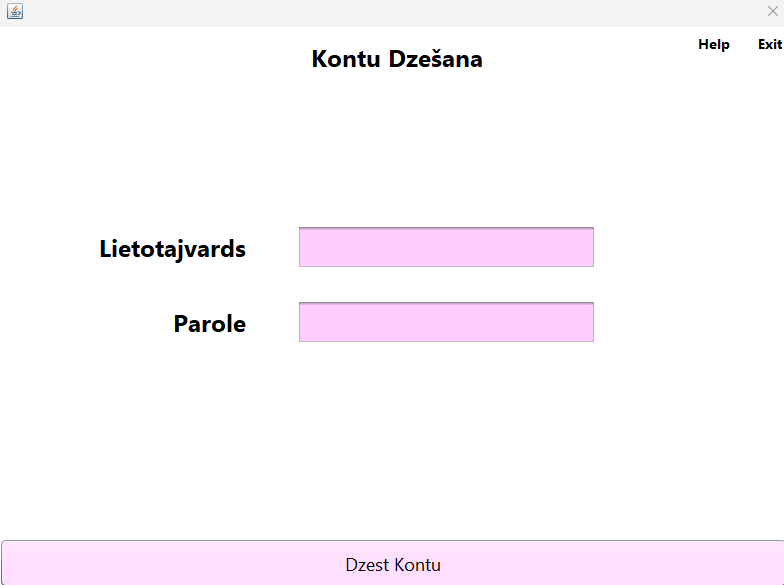 Help Exit
Kontu Dzešana
Lietotajvards
Parole
Dzest Kontu